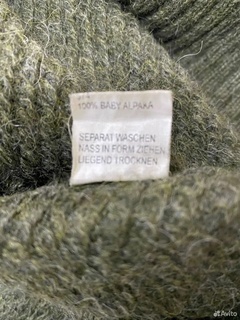 100% BABY ALPAKA
SEPARAT WASCHEN
NASS IN FORM ZIEHEN
LIEGEND TROCKNEN
Avito